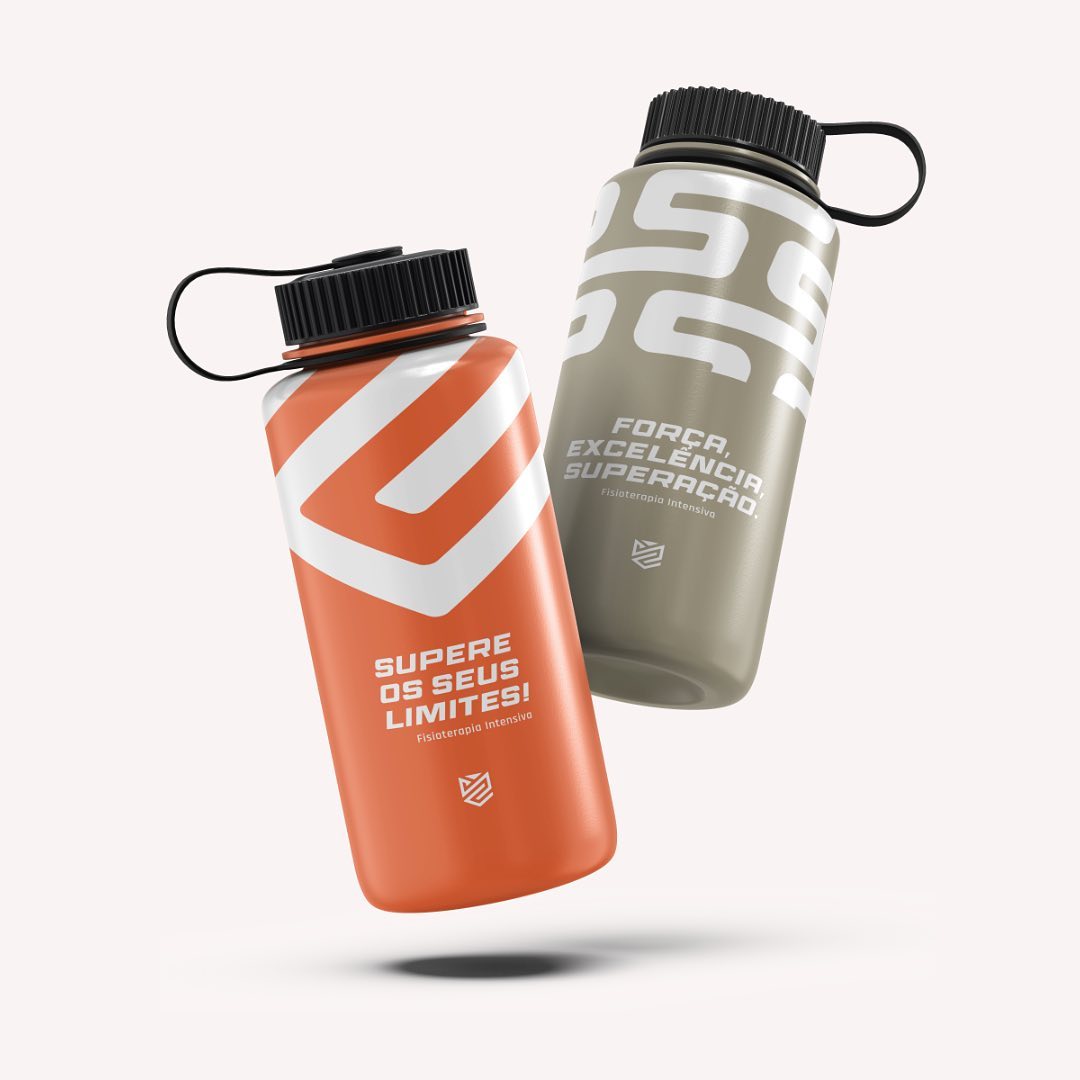 SUPERE
OS SEUS
LIMITES!
Fisioterapia Intensiva
FORÇA,
EXCELÊNCIA,
SUPERAÇÃO.
Fisioterapia Intensiva